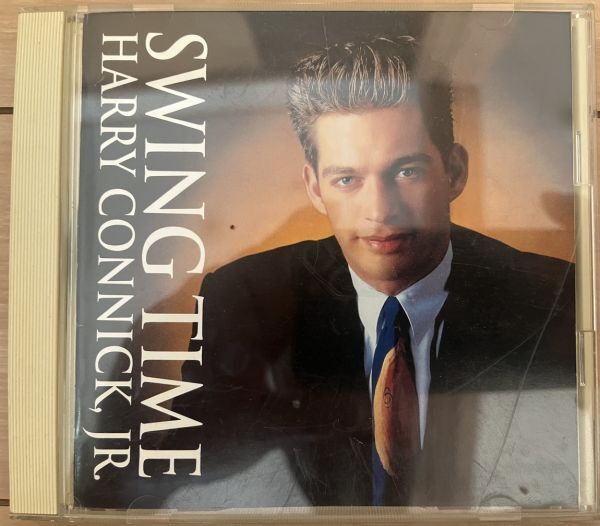 SWING TIME
HARRY CONNICK, JR.